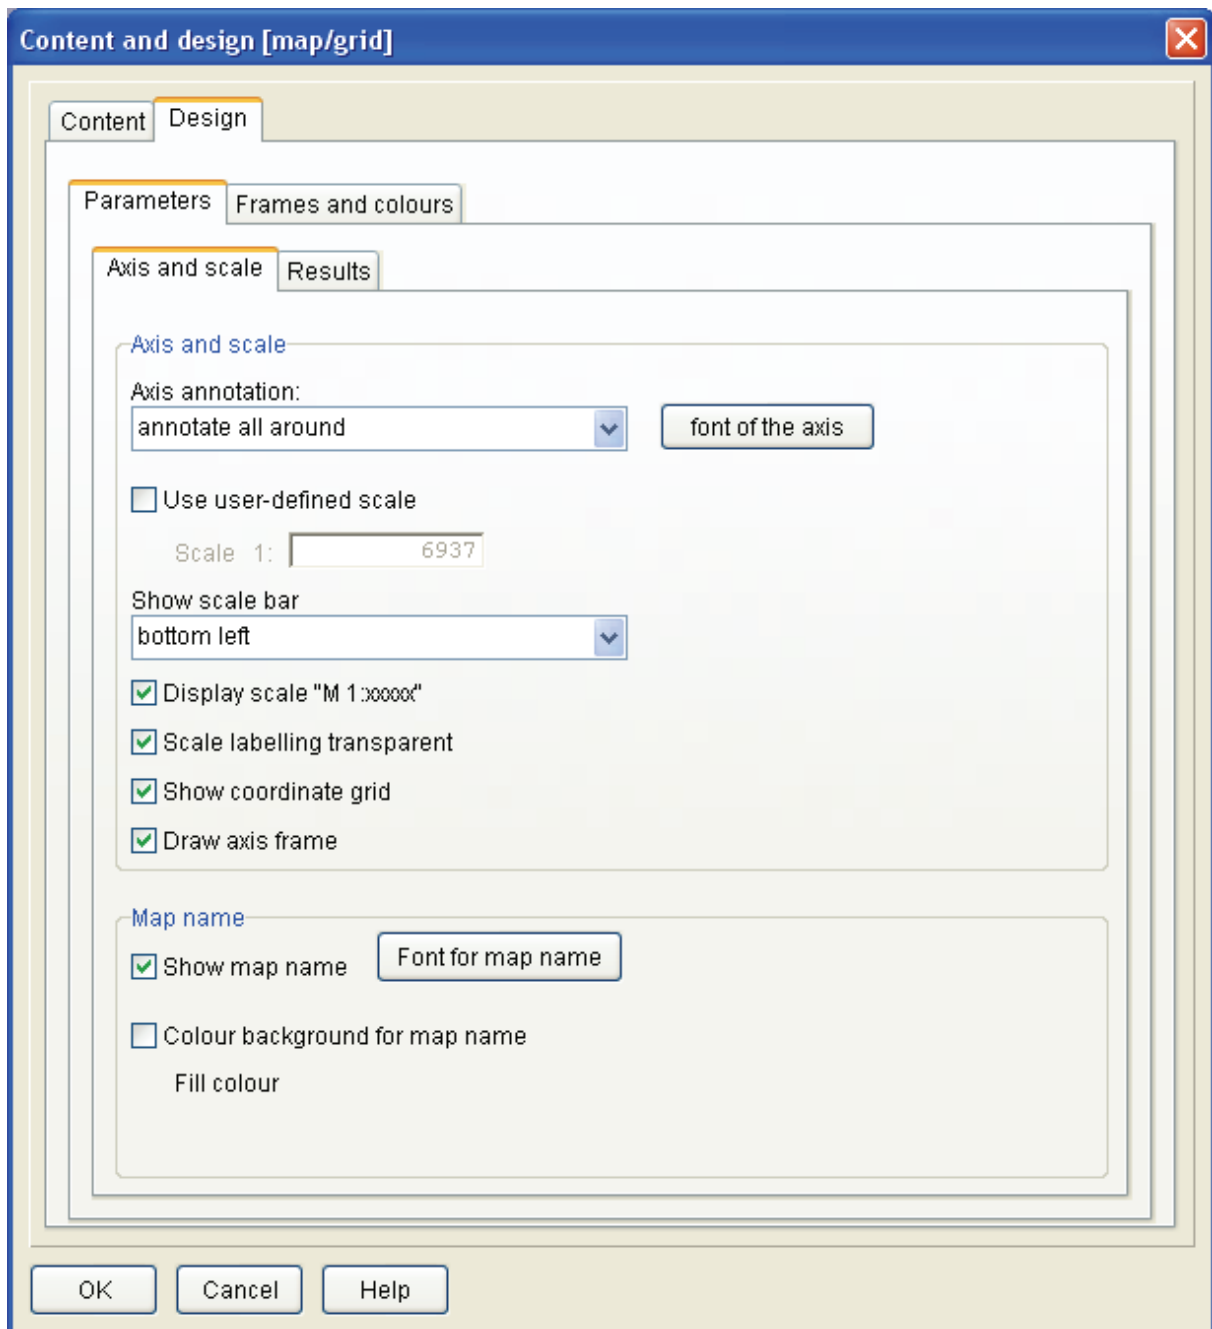 Content and design [map/grid]
Content Design
Parameters Frames and colours
Axis and scale Results
Axis and scale
Axis annotation:
annotate all around font of the axis
Use user-defined scale
Scale 1: 6937
Show scale bar
bottom left
Display scale "M 1:xxxxx"
Scale labelling transparent
Show coordinate grid
Draw axis frame
Map name
Show map name Font for map name
Colour background for map name
Fill colour
OK Cancel Help